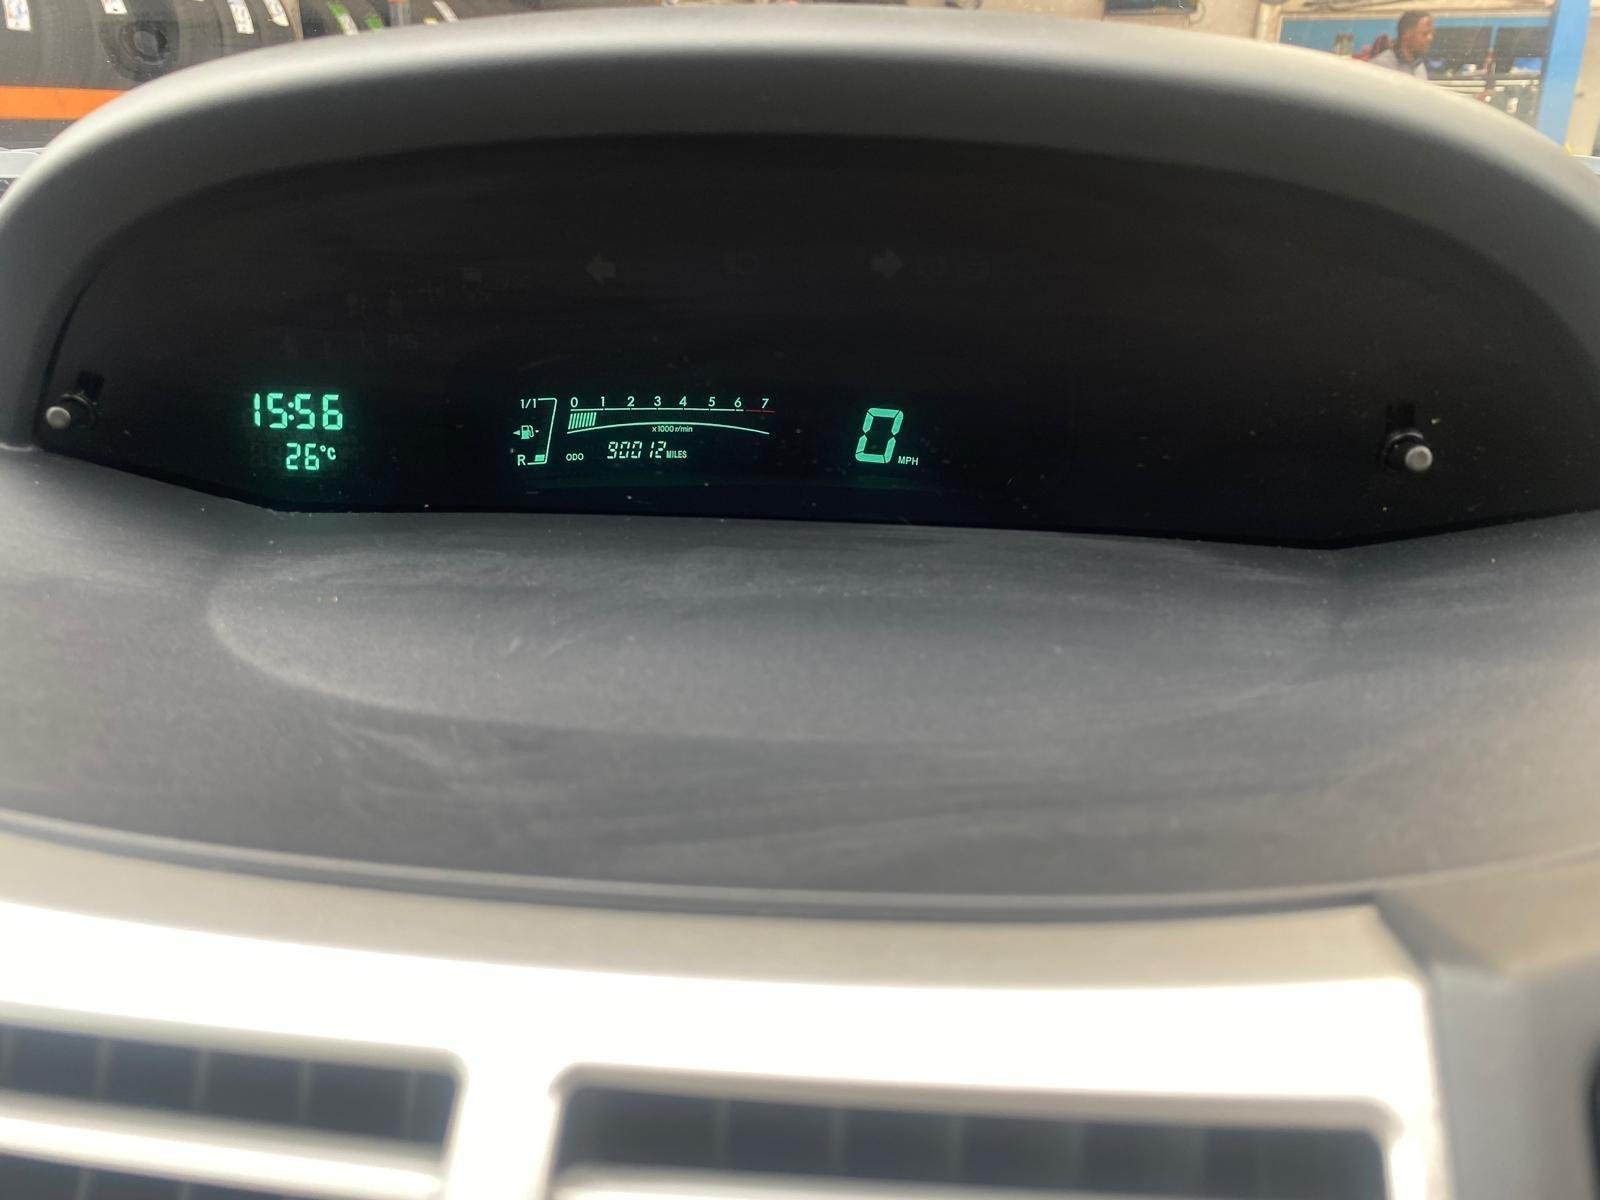 15:56
26°C
1/1
R
0 1 2 3 4 5 6 7
x1000r/min
ODO 90012 MILES
0 MPH